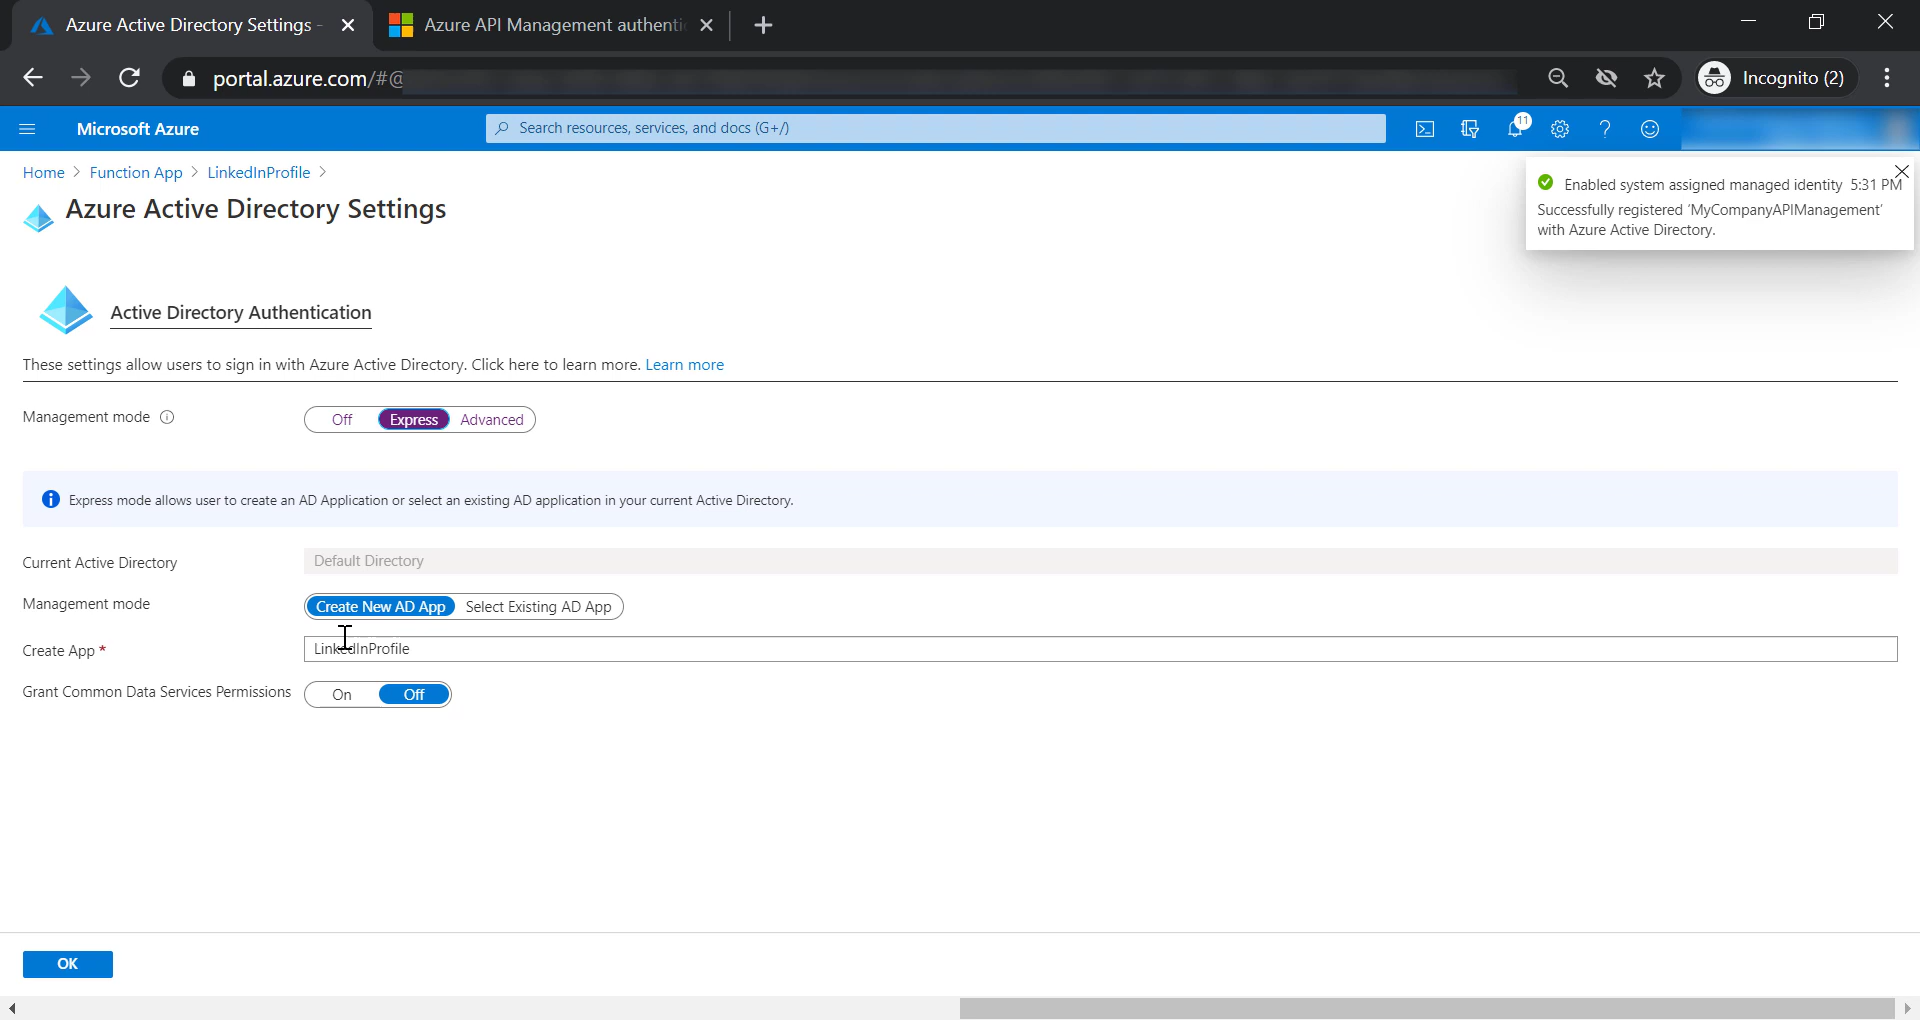 Azure Active Directory Settings -
Azure API Management authenti
portal.azure.com/#@
Incognito (2)
Microsoft Azure
Search resources, services, and docs (G+/)
11
Home > Function App > LinkedInProfile >
Azure Active Directory Settings
Enabled system assigned managed identity 5:31 PM
Successfully registered 'MyCompanyAPIManagement'
with Azure Active Directory.
Active Directory Authentication
These settings allow users to sign in with Azure Active Directory. Click here to learn more. Learn more
Management mode Off Express Advanced
Express mode allows user to create an AD Application or select an existing AD application in your current Active Directory.
Current Active Directory Default Directory
Management mode Create New AD App Select Existing AD App
Create App * LinkedInProfile
Grant Common Data Services Permissions On Off
OK